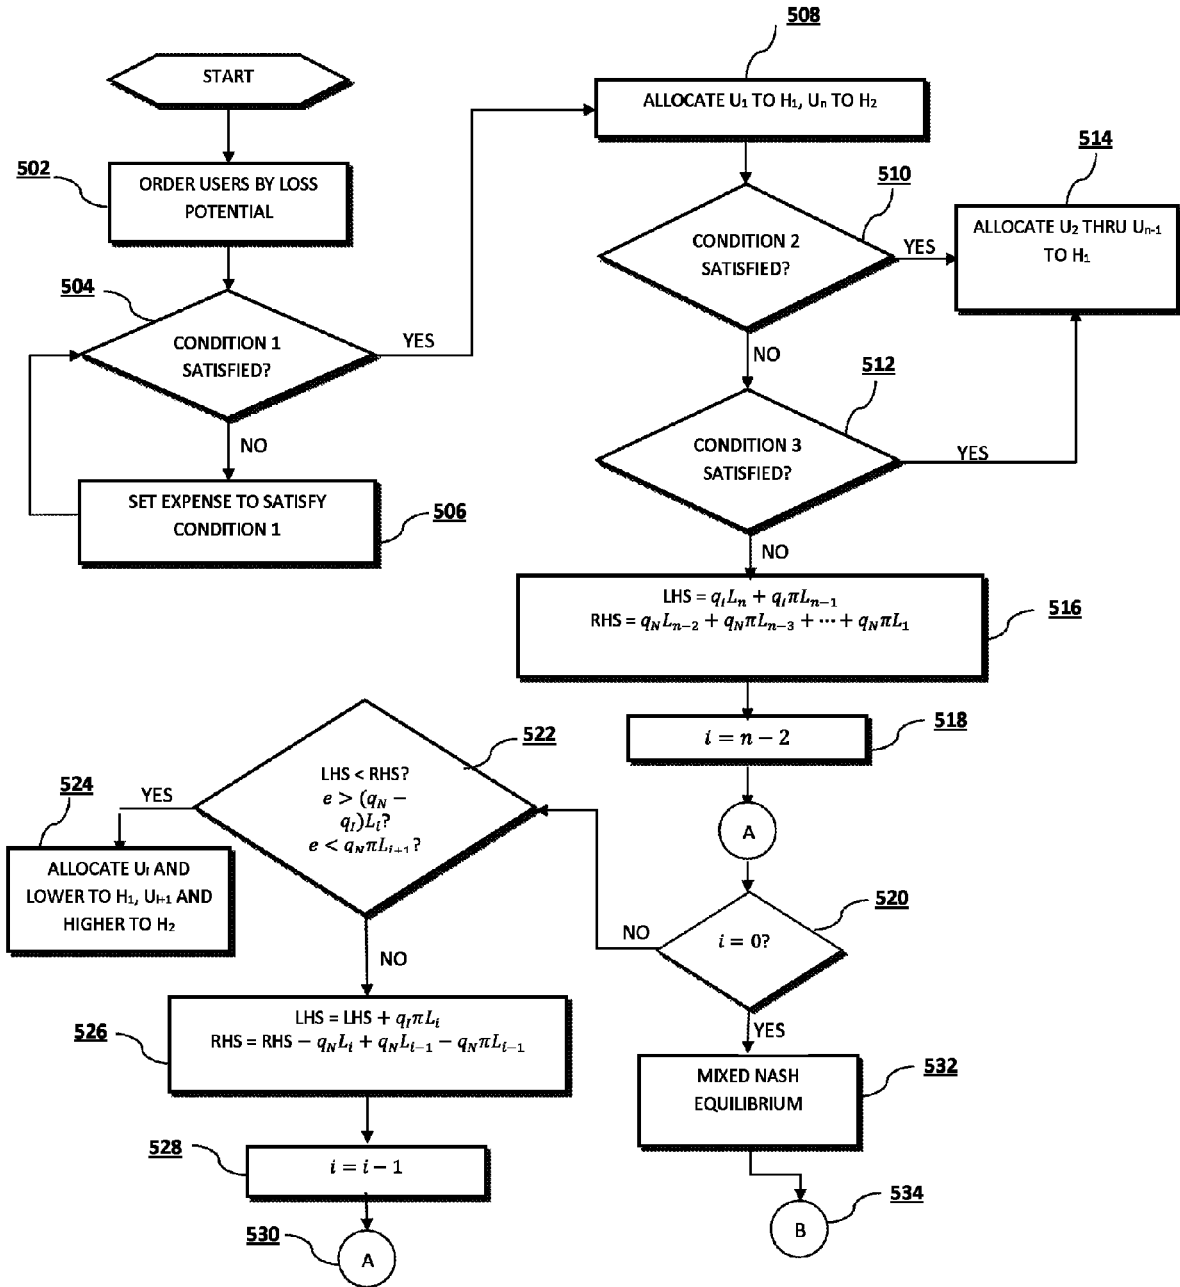 START
502
ORDER USERS BY LOSS
POTENTIAL
504
CONDITION 1
SATISFIED?
YES
NO
SET EXPENSE TO SATISFY
CONDITION 1
506
508
ALLOCATE U₁ TO H₁, Uₙ TO H₂
510
CONDITION 2
SATISFIED?
YES
NO
514
ALLOCATE U₂ THRU Uₙ₋₁
TO H₁
512
CONDITION 3
SATISFIED?
YES
NO
LHS = q_I L_n + q_I πL_{n−1}
RHS = q_N L_{n−2} + q_N πL_{n−3} + ⋯ + q_N πL_1
516
i = n − 2
518
A
520
i = 0?
NO
YES
522
LHS < RHS?
e > (q_N −
q_I)L_i?
e < q_N πL_{i+1}?
YES
NO
524
ALLOCATE U_I AND
LOWER TO H₁, U_{I+1} AND
HIGHER TO H₂
526
LHS = LHS + q_I πL_i
RHS = RHS − q_N L_i + q_N L_{i−1} − q_N πL_{i−1}
528
i = i − 1
530
A
MIXED NASH
EQUILIBRIUM
532
534
B